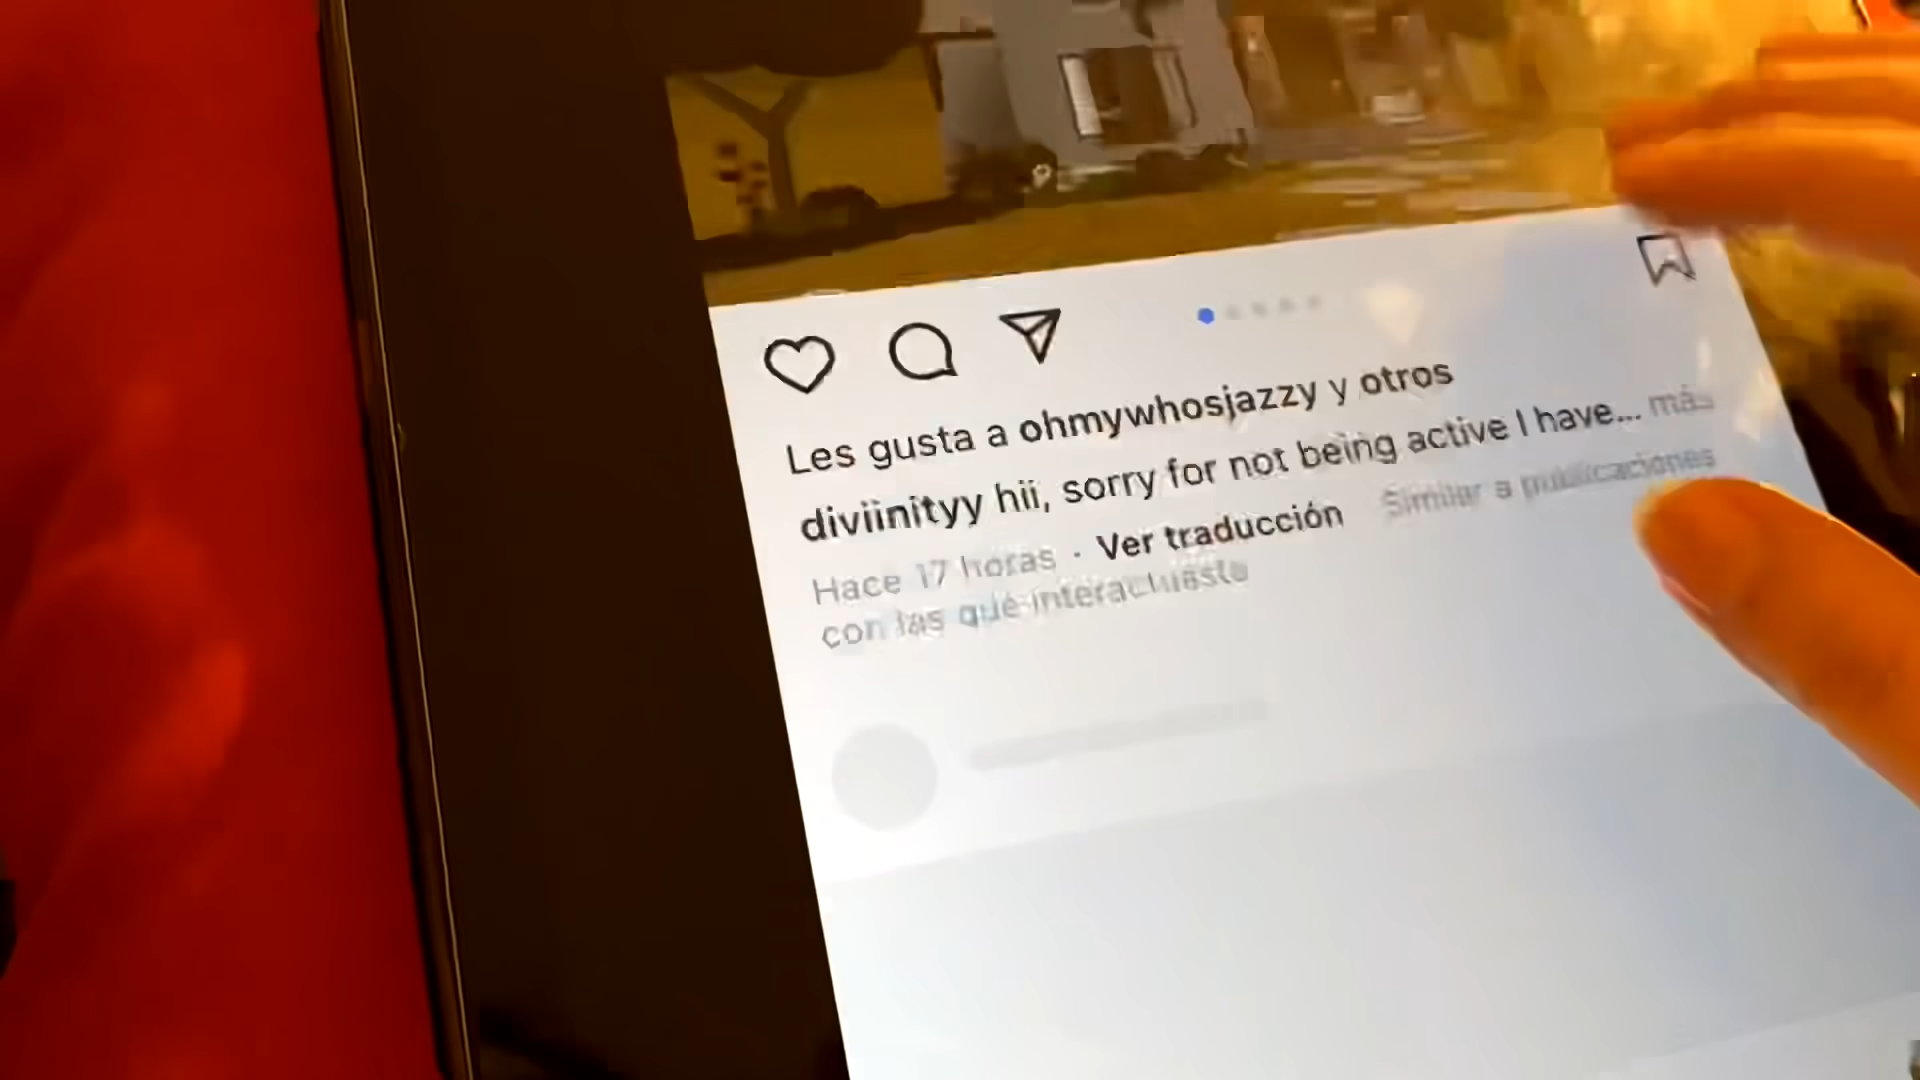 Les gusta a ohmywhosjazzy y otros
diviinityy hii, sorry for not being active I have... más
Hace 17 horas · Ver traducción Similar a publicaciones
con las que interactuaste